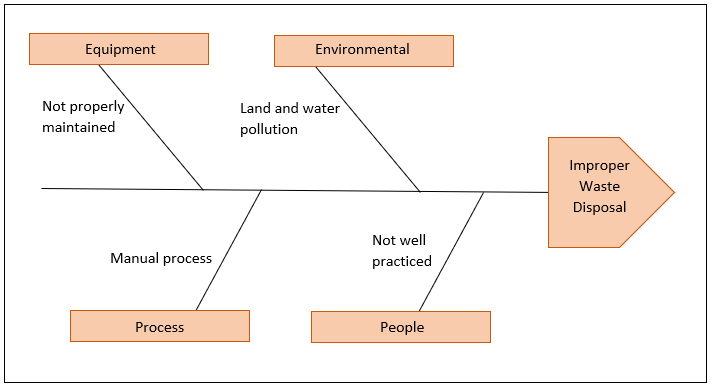 Equipment
Environmental
Not properly
maintained
Land and water
pollution
Improper
Waste
Disposal
Manual process
Not well
practiced
Process
People